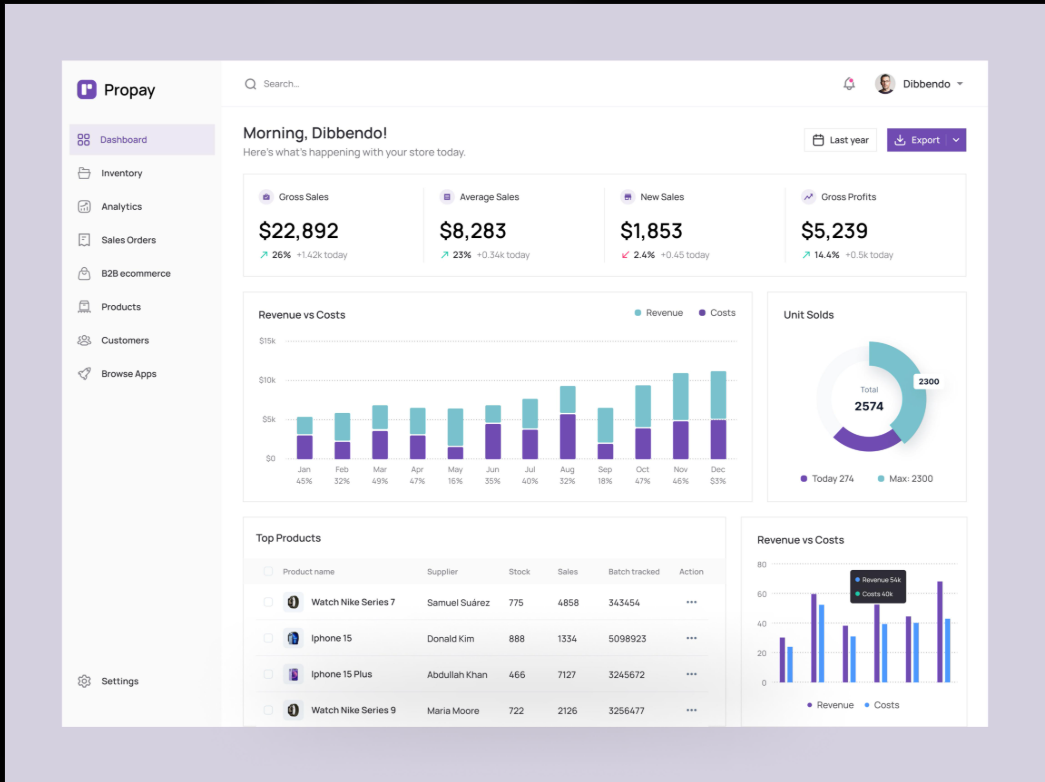 Propay
Search...
Dibbendo
Dashboard
Inventory
Analytics
Sales Orders
B2B ecommerce
Products
Customers
Browse Apps
Settings
Morning, Dibbendo!
Here's what's happening with your store today.
Last year
Export
Gross Sales
$22,892
26% +1.42k today
Average Sales
$8,283
23% +0.34k today
New Sales
$1,853
2.4% +0.45 today
Gross Profits
$5,239
14.4% +0.5k today
Revenue vs Costs
Revenue Costs
$15k
$10k
$5k
$0
Jan Feb Mar Apr May Jun Jul Aug Sep Oct Nov Dec
45% 32% 49% 47% 16% 35% 40% 32% 18% 47% 46% $3%
Unit Solds
2300
Total
2574
Today 274 Max: 2300
Top Products
Product name Supplier Stock Sales Batch tracked Action
Watch Nike Series 7 Samuel Suárez 775 4858 343454
Iphone 15 Donald Kim 888 1334 5098923
Iphone 15 Plus Abdullah Khan 466 7127 3245672
Watch Nike Series 9 Maria Moore 722 2126 3256477
Revenue vs Costs
80
60
40
20
0
Revenue 54k
Costs 40k
Revenue Costs